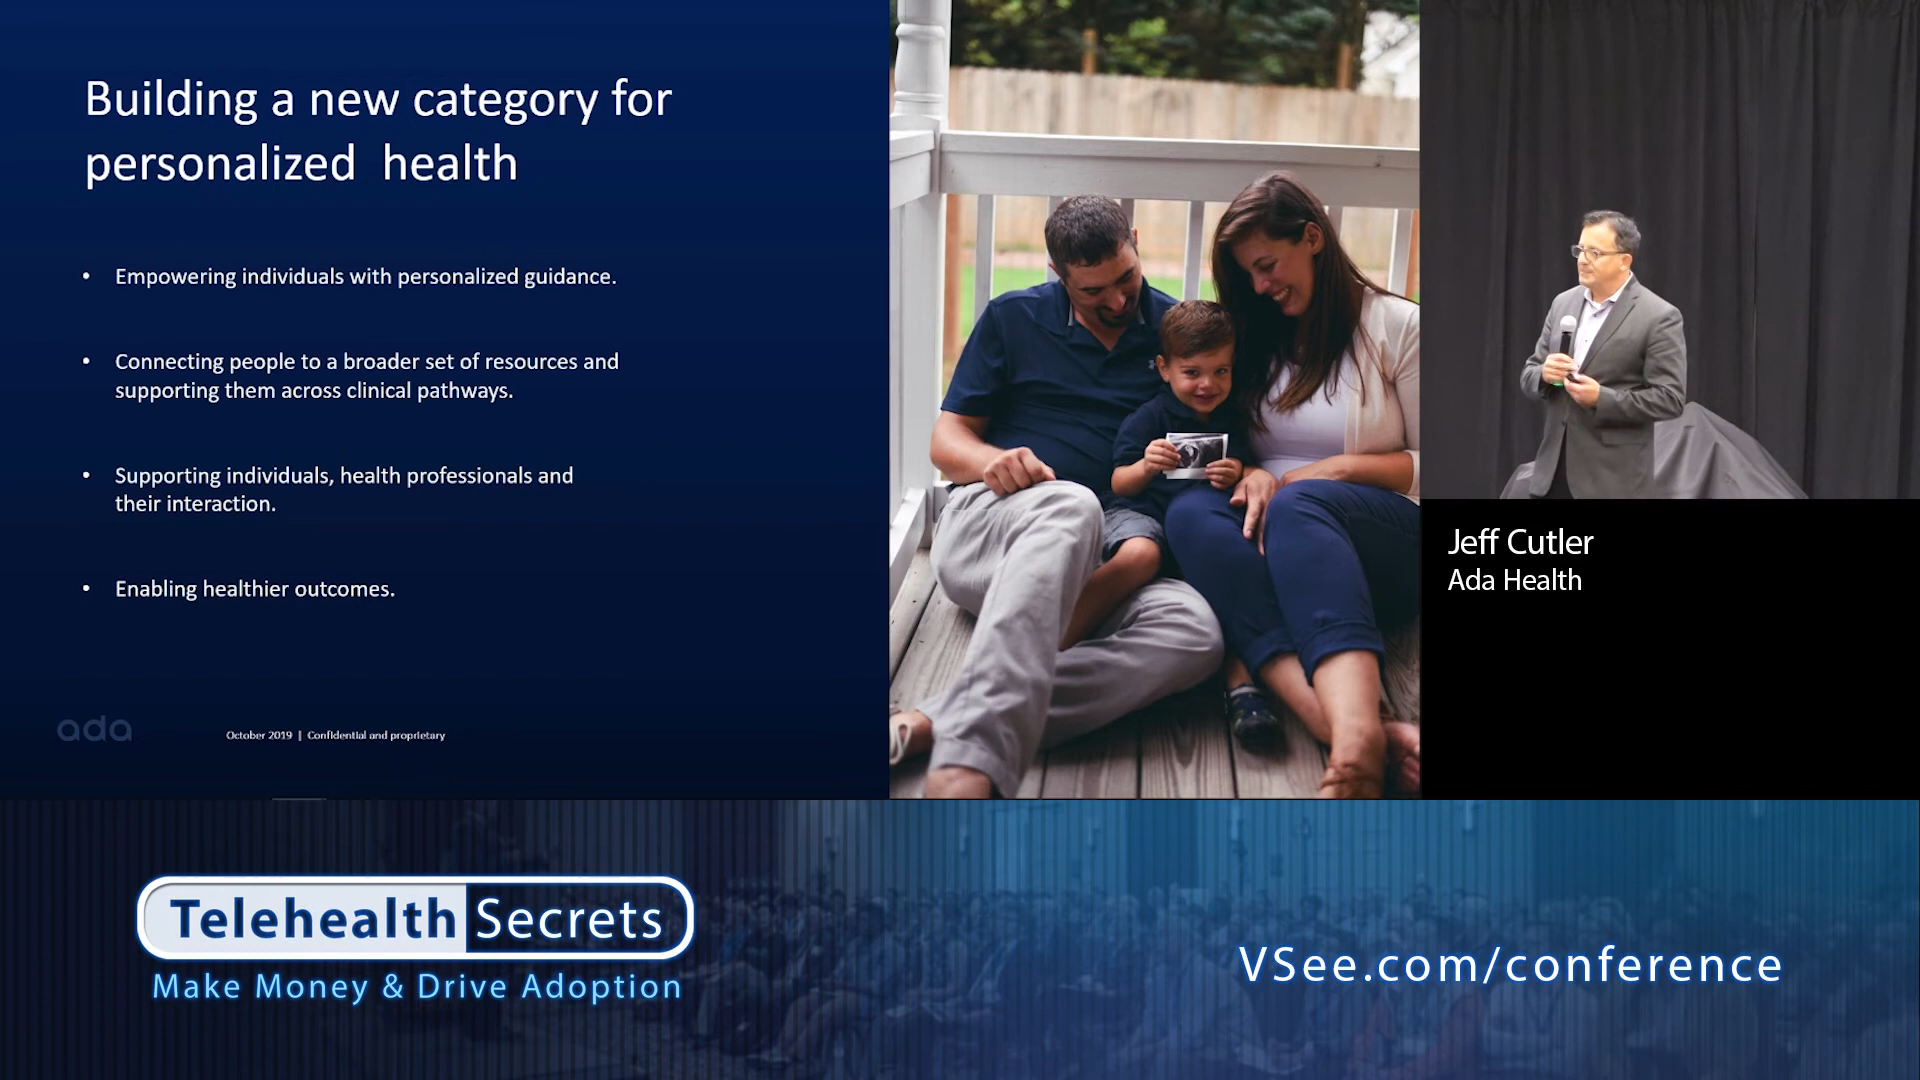 Building a new category for
personalized  health
• Empowering individuals with personalized guidance.
• Connecting people to a broader set of resources and
supporting them across clinical pathways.
• Supporting individuals, health professionals and
their interaction.
• Enabling healthier outcomes.
ada
October 2019 | Confidential and proprietary
Jeff Cutler
Ada Health
Telehealth Secrets
Make Money & Drive Adoption
VSee.com/conference